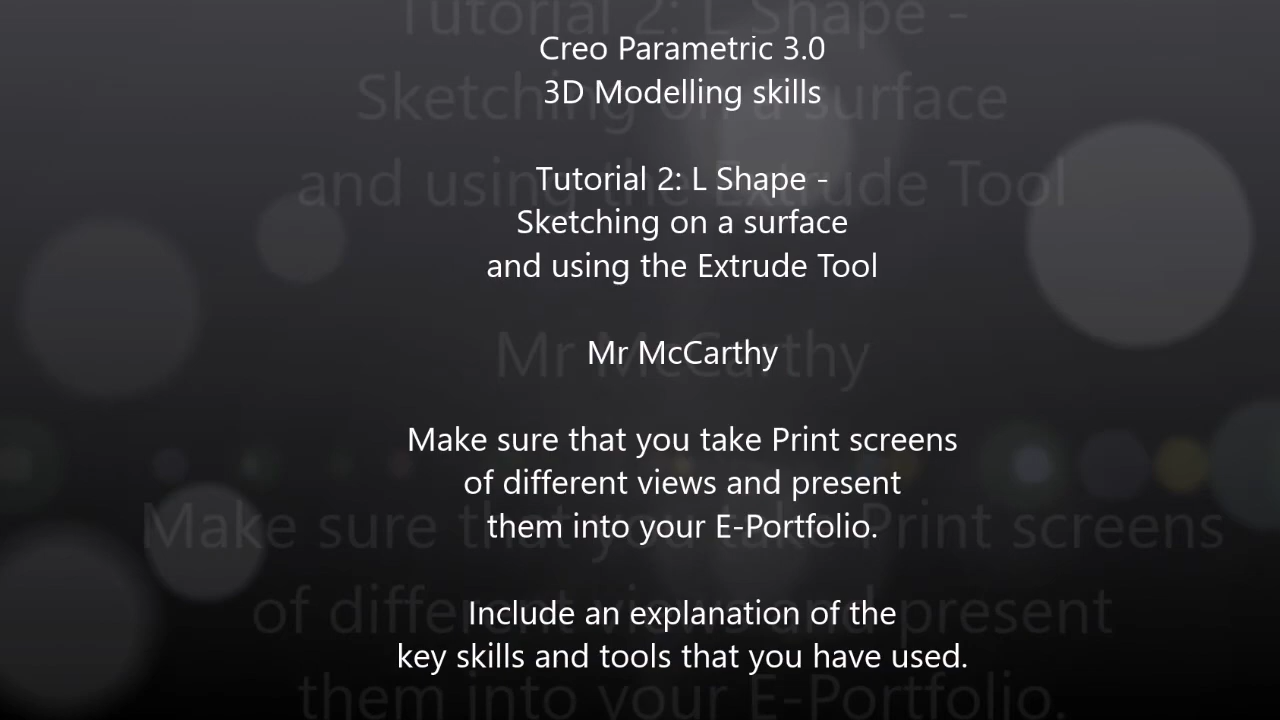 Creo Parametric 3.0
3D Modelling skills
Tutorial 2: L Shape -
Sketching on a surface
and using the Extrude Tool
Mr McCarthy
Make sure that you take Print screens
of different views and present
them into your E-Portfolio.
Include an explanation of the
key skills and tools that you have used.